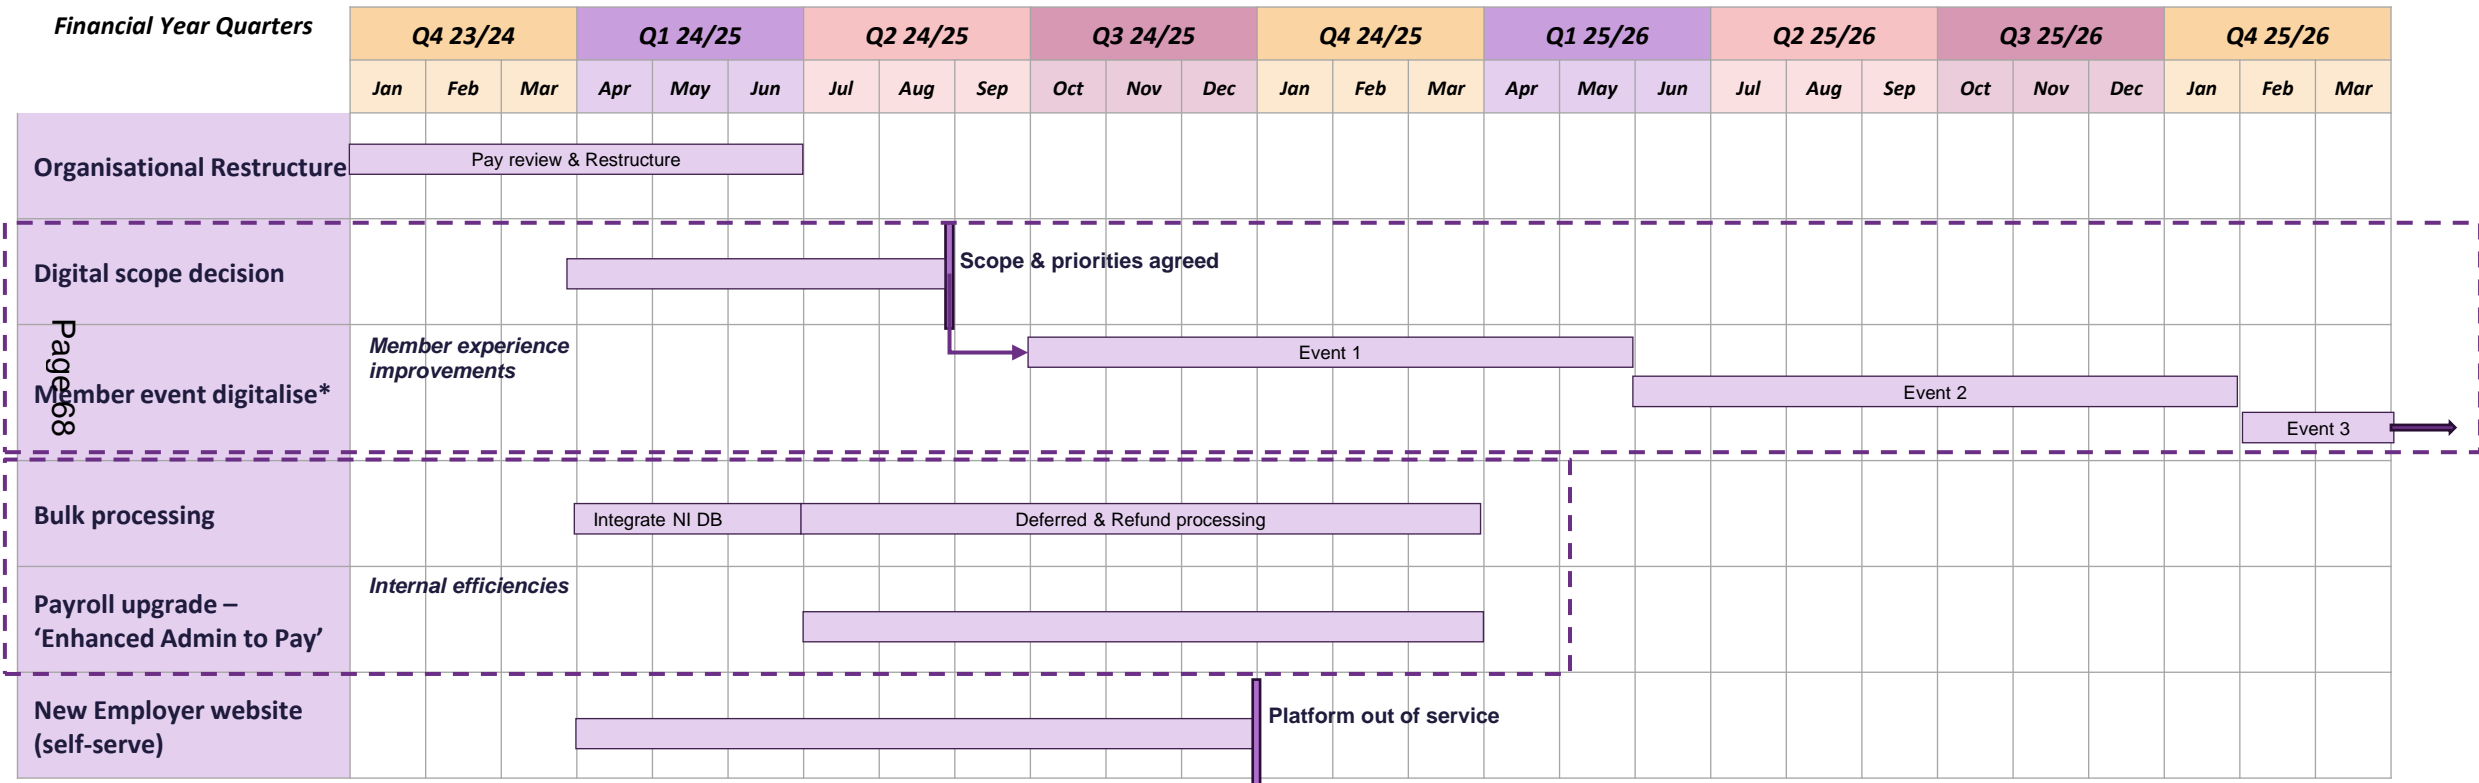 Financial Year Quarters
Q4 23/24 Q1 24/25 Q2 24/25 Q3 24/25 Q4 24/25 Q1 25/26 Q2 25/26 Q3 25/26 Q4 25/26
Jan Feb Mar Apr May Jun Jul Aug Sep Oct Nov Dec Jan Feb Mar Apr May Jun Jul Aug Sep Oct Nov Dec Jan Feb Mar
Organisational Restructure
Pay review & Restructure
Digital scope decision
Scope & priorities agreed
Page 68
Member event digitalise*
Member experience
improvements
Event 1
Event 2
Event 3
Bulk processing
Integrate NI DB
Deferred & Refund processing
Payroll upgrade –
‘Enhanced Admin to Pay’
Internal efficiencies
New Employer website
(self-serve)
Platform out of service